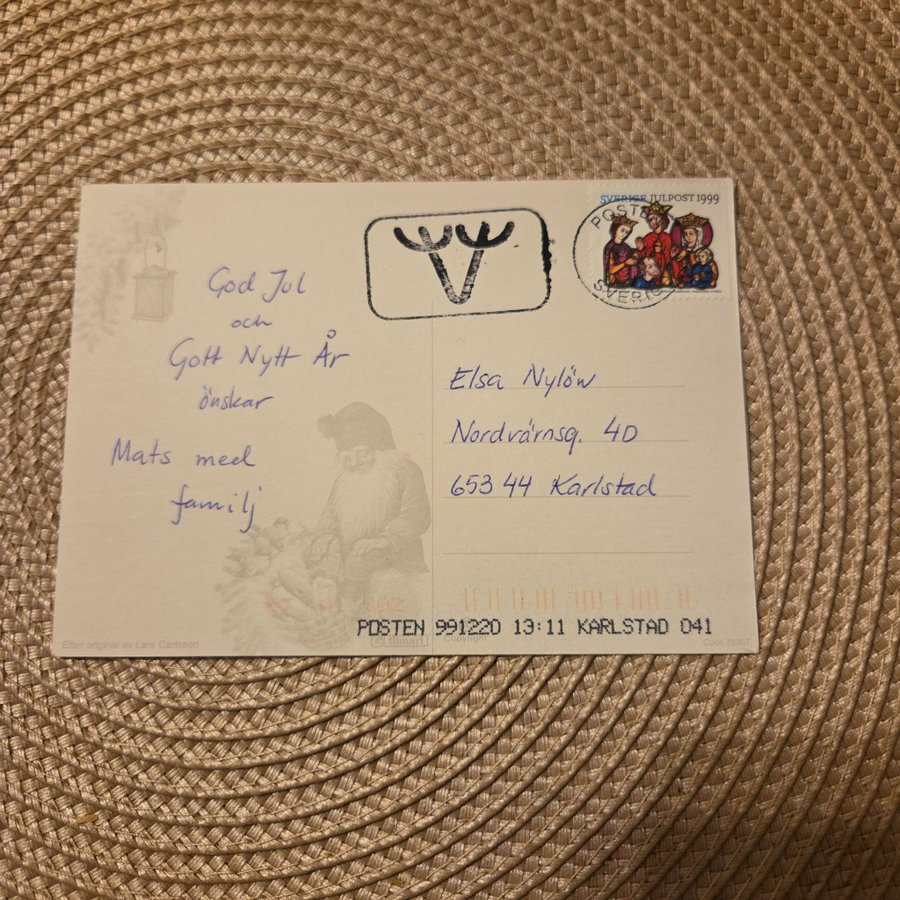 SVERIGE JULPOST 1999
POSTEN
SVERIGE
God Jul
och
Gott Nytt År
önskar
Mats med
familj
Elsa Nylöw
Nordvärnsg. 4D
653 44 Karlstad
POSTEN 991220 13:11 KARLSTAD 041
Efter original av Lars Carlsson
Copyright